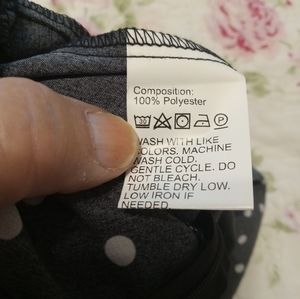 Composition:
100% Polyester
WASH WITH LIKE
COLORS. MACHINE
WASH COLD.
GENTLE CYCLE. DO
NOT BLEACH.
TUMBLE DRY LOW.
LOW IRON IF
NEEDED.